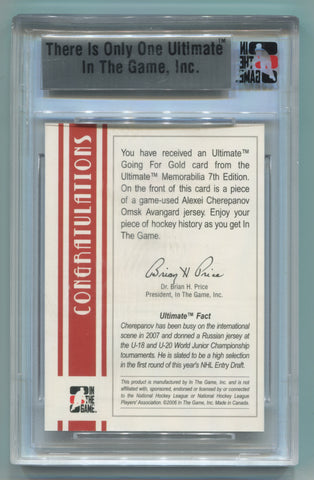 There Is Only One Ultimate™
In The Game, Inc.
IN
THE
GAME
CONGRATULATIONS
You have received an Ultimate™
Going For Gold card from the
Ultimate™ Memorabilia 7th Edition.
On the front of this card is a piece
of a game-used Alexei Cherepanov
Omsk Avangard jersey. Enjoy your
piece of hockey history as you get In
The Game.
Brian H Price
Dr. Brian H. Price
President, In The Game, Inc.
Ultimate™ Fact
Cherepanov has been busy on the international
scene in 2007 and donned a Russian jersey at
the U-18 and U-20 World Junior Championship
tournaments. He is slated to be a high selection
in the first round of this year's NHL Entry Draft.
This product is manufactured by In The Game, Inc. and is not
affiliated with, sponsored, endorsed or licensed by or connected to
the National Hockey League or National Hockey League
Players' Association. ©2006 In The Game, Inc. Made in Canada.
IN
THE
GAME